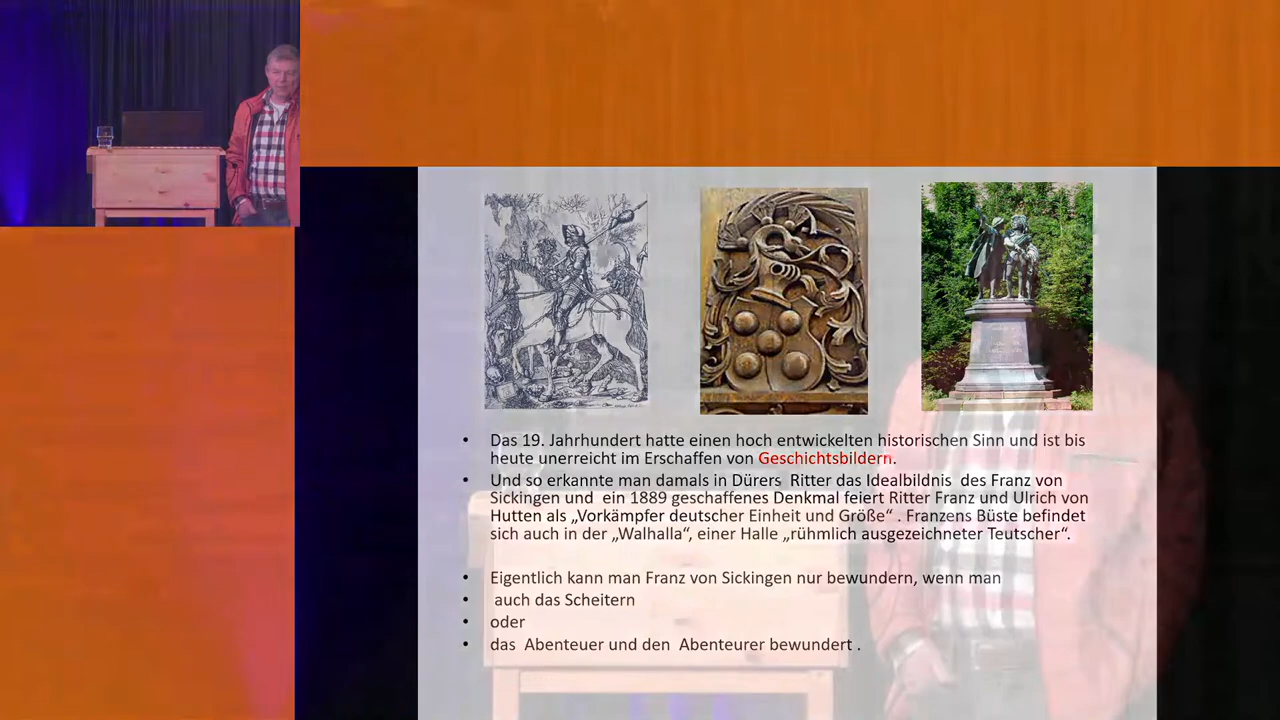 • Das 19. Jahrhundert hatte einen hoch entwickelten historischen Sinn und ist bis
heute unerreicht im Erschaffen von Geschichtsbildern.
• Und so erkannte man damals in Dürers Ritter das Idealbildnis des Franz von
Sickingen und ein 1889 geschaffenes Denkmal feiert Ritter Franz und Ulrich von
Hutten als „Vorkämpfer deutscher Einheit und Größe“ . Franzens Büste befindet
sich auch in der „Walhalla“, einer Halle „rühmlich ausgezeichneter Teutscher“.
• Eigentlich kann man Franz von Sickingen nur bewundern, wenn man
• auch das Scheitern
• oder
• das Abenteuer und den Abenteurer bewundert .